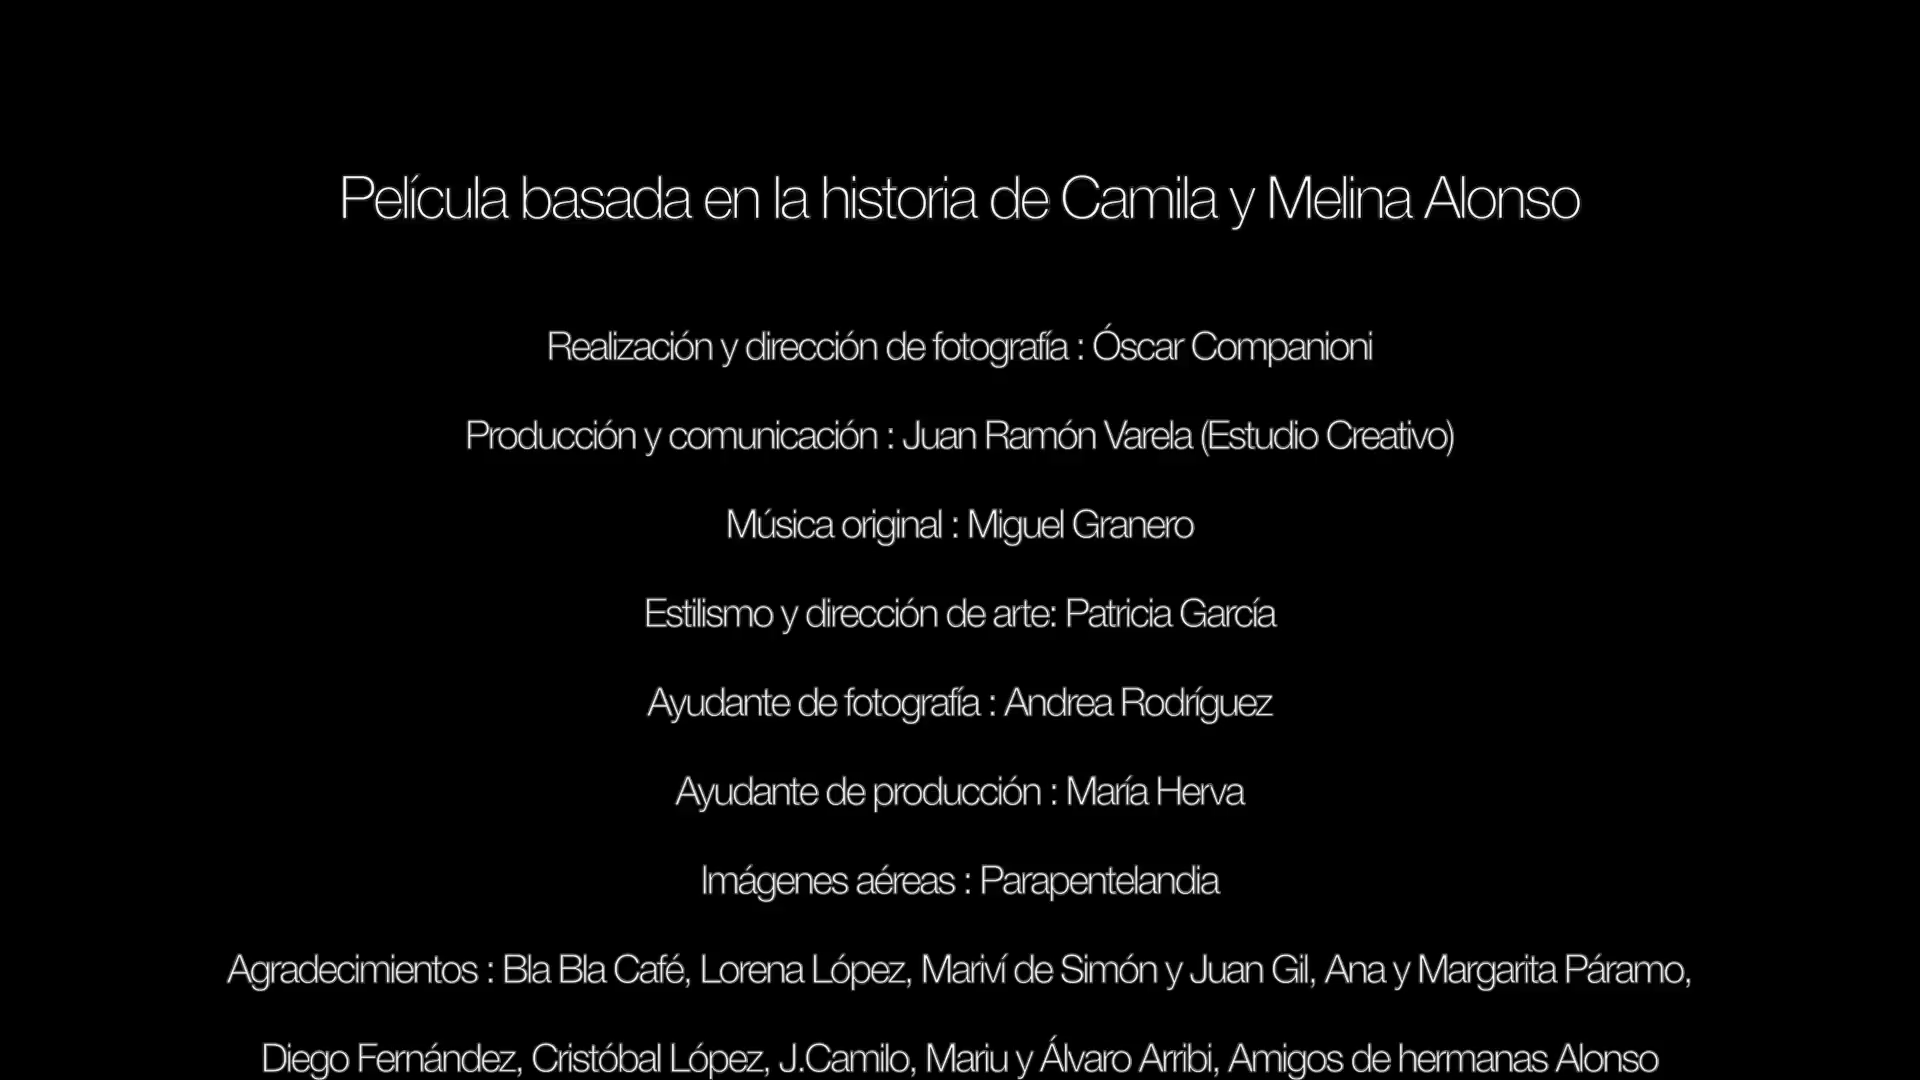 Película basada en la historia de Camila y Melina Alonso
Realización y dirección de fotografía : Óscar Companioni
Producción y comunicación : Juan Ramón Varela (Estudio Creativo)
Música original : Miguel Granero
Estilismo y dirección de arte: Patricia García
Ayudante de fotografía : Andrea Rodríguez
Ayudante de producción : María Herva
Imágenes aéreas : Parapentelandia
Agradecimientos : Bla Bla Café, Lorena López, Mariví de Simón y Juan Gil, Ana y Margarita Páramo,
Diego Fernández, Cristóbal López, J.Camilo, Mariu y Álvaro Arribi, Amigos de hermanas Alonso